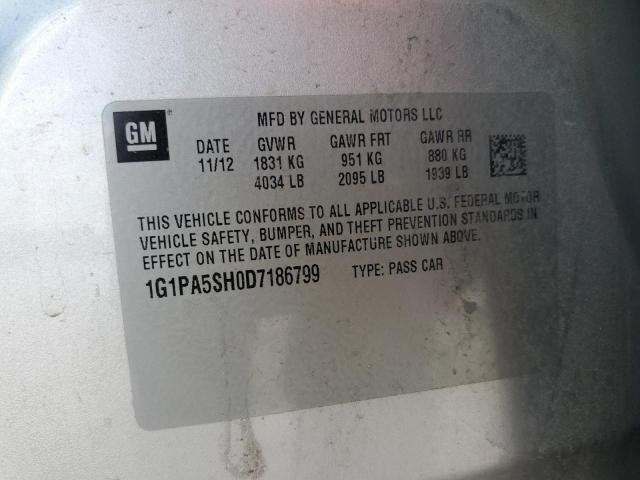 GM®
MFD BY GENERAL MOTORS LLC
DATE GVWR GAWR FRT GAWR RR
11/12 1831 KG 951 KG 880 KG
4034 LB 2095 LB 1939 LB
THIS VEHICLE CONFORMS TO ALL APPLICABLE U.S. FEDERAL MOTOR
VEHICLE SAFETY, BUMPER, AND THEFT PREVENTION STANDARDS IN
EFFECT ON THE DATE OF MANUFACTURE SHOWN ABOVE.
1G1PA5SH0D7186799 TYPE: PASS CAR